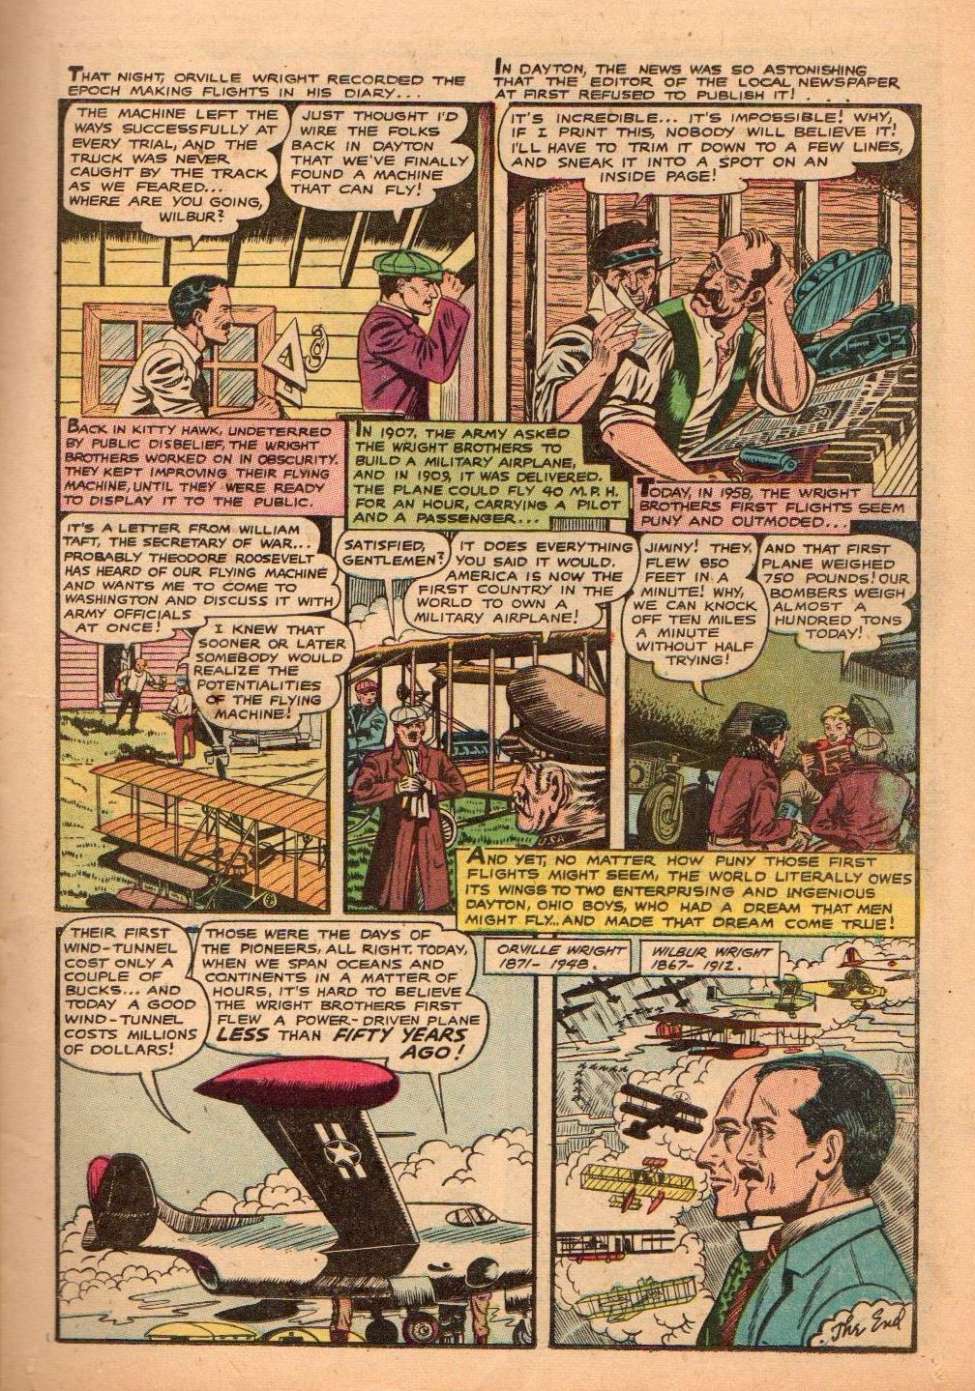 THAT NIGHT, ORVILLE WRIGHT RECORDED THE
EPOCH MAKING FLIGHTS IN HIS DIARY...
THE MACHINE LEFT THE
WAYS SUCCESSFULLY AT
EVERY TRIAL, AND THE
TRUCK WAS NEVER
CAUGHT BY THE TRACK
AS WE FEARED...
WHERE ARE YOU GOING,
WILBUR?
JUST THOUGHT I'D
WIRE THE FOLKS
BACK IN DAYTON
THAT WE'VE FINALLY
FOUND A MACHINE
THAT CAN FLY!
IN DAYTON, THE NEWS WAS SO ASTONISHING
THAT THE EDITOR OF THE LOCAL NEWSPAPER
AT FIRST REFUSED TO PUBLISH IT! . . . .
IT'S INCREDIBLE... IT'S IMPOSSIBLE! WHY,
IF I PRINT THIS, NOBODY WILL BELIEVE IT!
I'LL HAVE TO TRIM IT DOWN TO A FEW LINES,
AND SNEAK IT INTO A SPOT ON AN
INSIDE PAGE!
BACK IN KITTY HAWK, UNDETERRED
BY PUBLIC DISBELIEF, THE WRIGHT
BROTHERS WORKED ON IN OBSCURITY.
THEY KEPT IMPROVING THEIR FLYING
MACHINE, UNTIL THEY WERE READY
TO DISPLAY IT TO THE PUBLIC.
IT'S A LETTER FROM WILLIAM
TAFT, THE SECRETARY OF WAR...
PROBABLY THEODORE ROOSEVELT
HAS HEARD OF OUR FLYING MACHINE
AND WANTS ME TO COME TO
WASHINGTON AND DISCUSS IT WITH
ARMY OFFICIALS
AT ONCE!
I KNEW THAT
SOONER OR LATER
SOMEBODY WOULD
REALIZE THE
POTENTIALITIES
OF THE FLYING
MACHINE!
IN 1907, THE ARMY ASKED
THE WRIGHT BROTHERS TO
BUILD A MILITARY AIRPLANE,
AND IN 1909, IT WAS DELIVERED.
THE PLANE COULD FLY 40 M.P.H.
FOR AN HOUR, CARRYING A PILOT
AND A PASSENGER...
SATISFIED,
GENTLEMEN?
IT DOES EVERYTHING
YOU SAID IT WOULD.
AMERICA IS NOW THE
FIRST COUNTRY IN THE
WORLD TO OWN A
MILITARY AIRPLANE!
TODAY, IN 1958, THE WRIGHT
BROTHERS FIRST FLIGHTS SEEM
PUNY AND OUTMODED...
JIMINY! THEY
FLEW 850
FEET IN A
MINUTE! WHY,
WE CAN KNOCK
OFF TEN MILES
A MINUTE
WITHOUT HALF
TRYING!
AND THAT FIRST
PLANE WEIGHED
750 POUNDS! OUR
BOMBERS WEIGH
ALMOST A
HUNDRED TONS
TODAY!
AND YET, NO MATTER HOW PUNY THOSE FIRST
FLIGHTS MIGHT SEEM, THE WORLD LITERALLY OWES
ITS WINGS TO TWO ENTERPRISING AND INGENIOUS
DAYTON, OHIO BOYS, WHO HAD A DREAM THAT MEN
MIGHT FLY.. AND MADE THAT DREAM COME TRUE!
THEIR FIRST
WIND-TUNNEL
COST ONLY A
COUPLE OF
BUCKS... AND
TODAY A GOOD
WIND-TUNNEL
COSTS MILLIONS
OF DOLLARS!
THOSE WERE THE DAYS OF
THE PIONEERS, ALL RIGHT. TODAY,
WHEN WE SPAN OCEANS AND
CONTINENTS IN A MATTER OF
HOURS, IT'S HARD TO BELIEVE
THE WRIGHT BROTHERS FIRST
FLEW A POWER-DRIVEN PLANE
LESS THAN FIFTY YEARS
AGO!
ORVILLE WRIGHT
1871- 1948.
WILBUR WRIGHT
1867- 1912.
The End